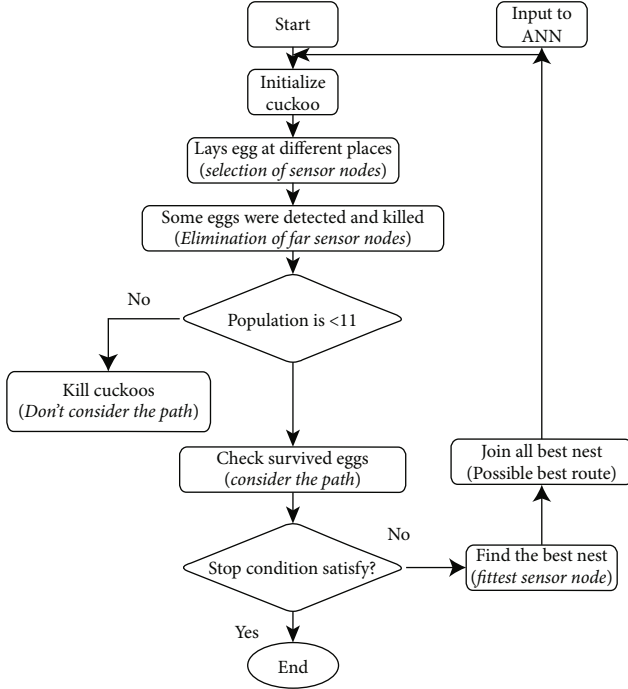 Start
Input to
ANN
Initialize
cuckoo
Lays egg at different places
(selection of sensor nodes)
Some eggs were detected and killed
(Elimination of far sensor nodes)
No
Population is <11
Kill cuckoos
(Don't consider the path)
Check survived eggs
(consider the path)
Join all best nest
(Possible best route)
No
Stop condition satisfy?
Find the best nest
(fittest sensor node)
Yes
End